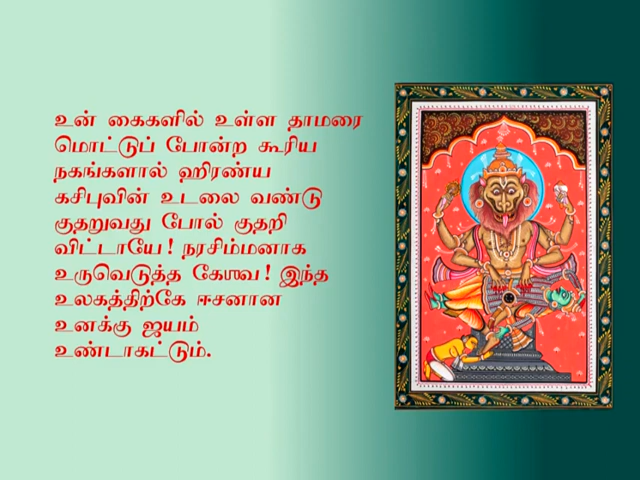 உன் கைகளில் உள்ள தாமரை
மொட்டுப் போன்ற கூரிய
நகங்களால் ஹிரண்ய
கசிபுவின் உடலை வண்டு
குதறுவது போல் குதறி
விட்டாயே! நரசிம்மனாக
உருவெடுத்த கேஶவ! இந்த
உலகத்திற்கே ஈசனான
உனக்கு ஜயம்
உண்டாகட்டும்.